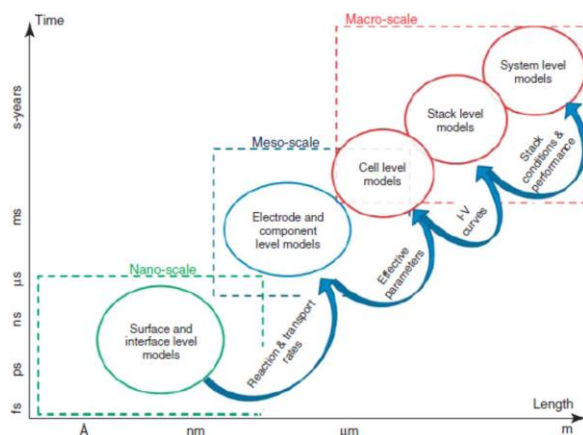 Time
Macro-scale
System level
models
Stack level
models
Stack
conditions &
performance
s-years
Meso-scale
Cell level
models
I-V
curves
ms
Electrode and
component
level models
Effective
parameters
Nano-scale
µs
Surface and
interface level
models
Reaction & transport
rates
ns
ps
fs
Length
Å
nm
µm
m